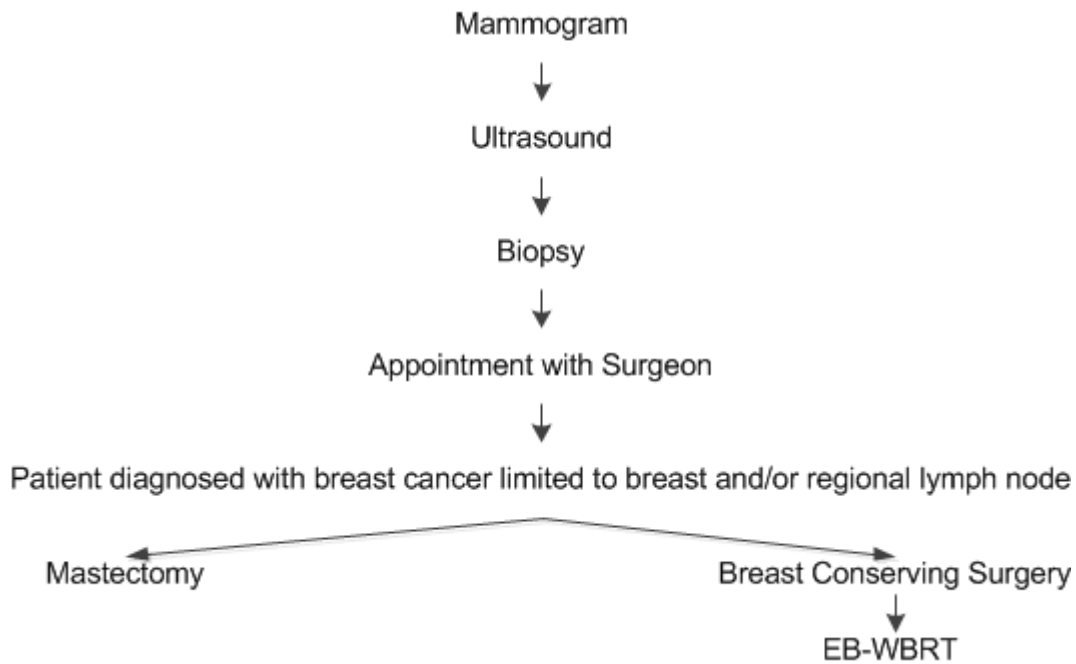 Mammogram
Ultrasound
Biopsy
Appointment with Surgeon
Patient diagnosed with breast cancer limited to breast and/or regional lymph node
Mastectomy
Breast Conserving Surgery
EB-WBRT